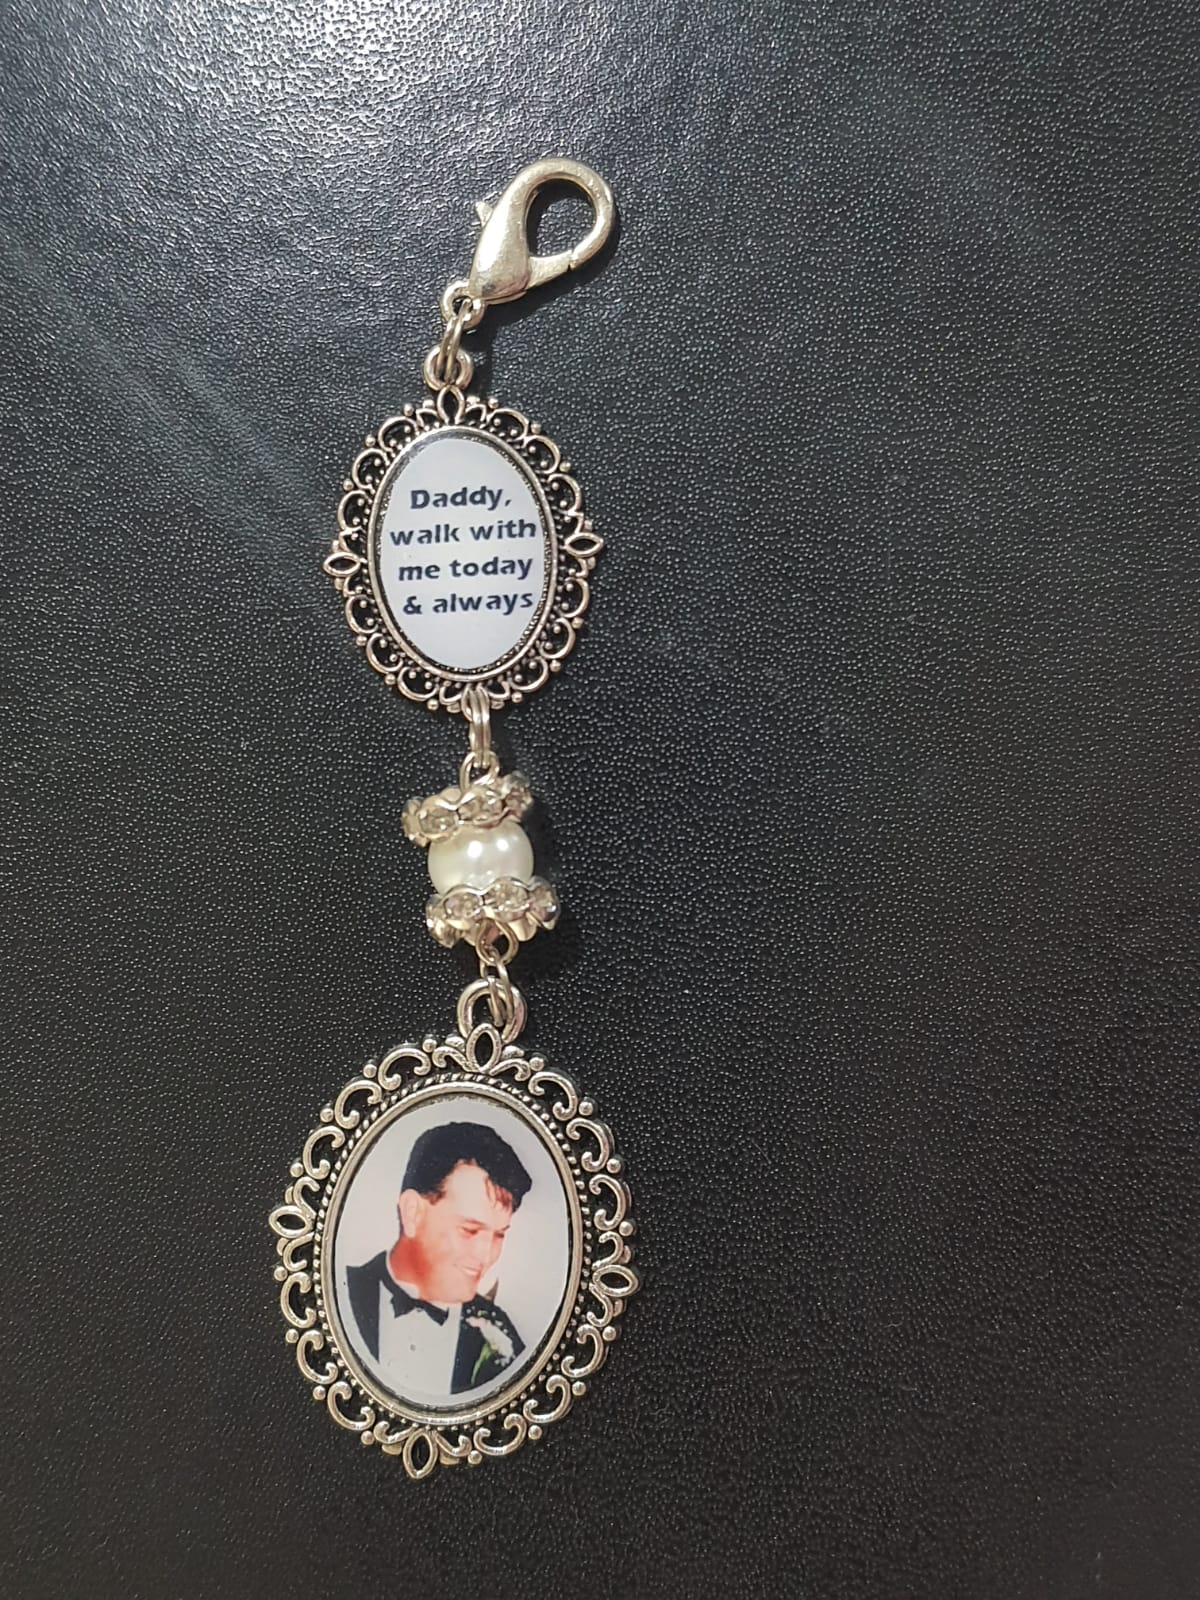 Daddy,
walk with
me today
& always